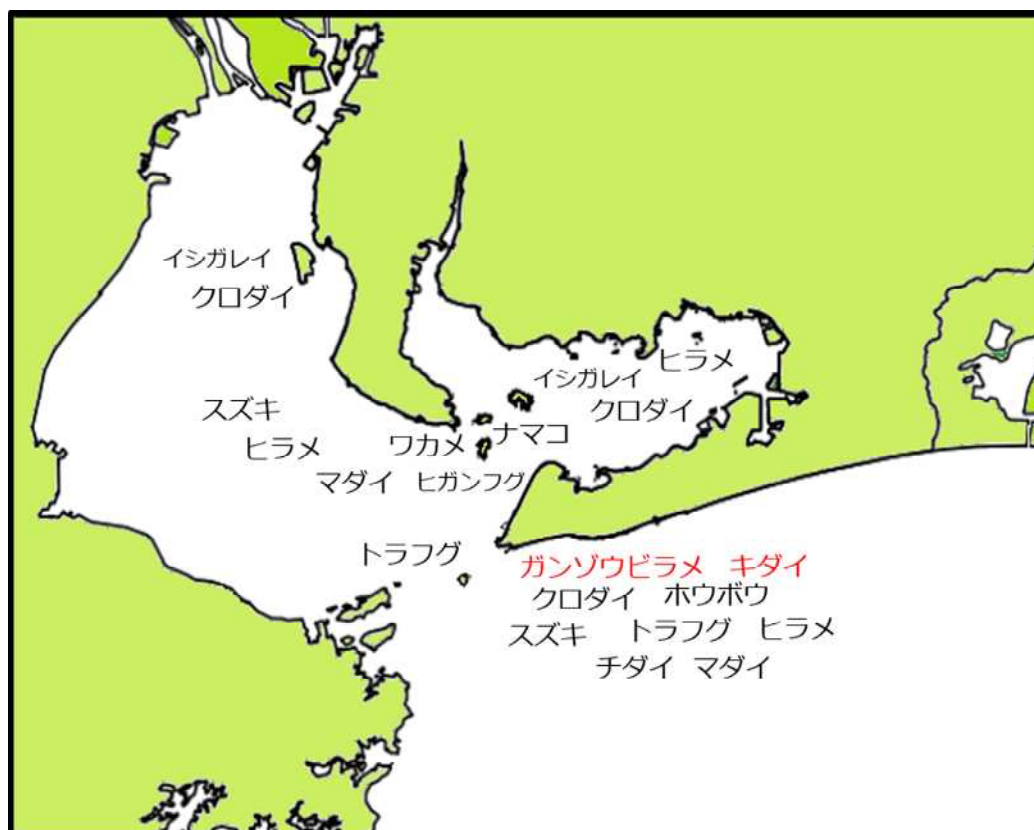 イシガレイ
クロダイ
ヒラメ
イシガレイ
クロダイ
スズキ
ヒラメ
ワカメ
ナマコ
マダイ
ヒガンフグ
トラフグ
ガンゾウビラメ キダイ
クロダイ ホウボウ
スズキ トラフグ ヒラメ
チダイ マダイ